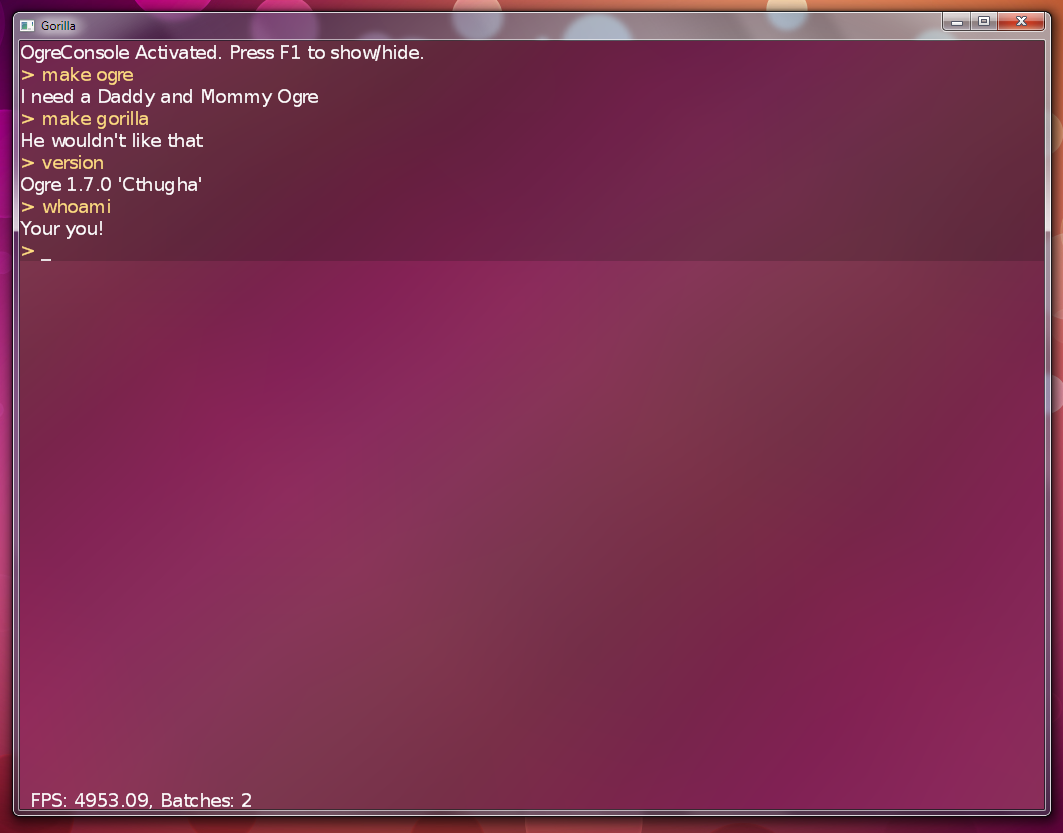 Gorilla
OgreConsole Activated. Press F1 to show/hide.
> make ogre
I need a Daddy and Mommy Ogre
> make gorilla
He wouldn't like that
> version
Ogre 1.7.0 'Cthugha'
> whoami
Your you!
> _
FPS: 4953.09, Batches: 2